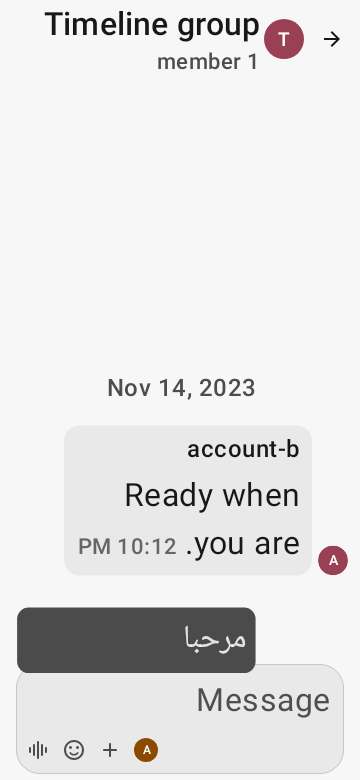 Timeline group
T
member 1
Nov 14, 2023
account-b
Ready when
you are.
10:12 PM
A
مرحبا
Message
A